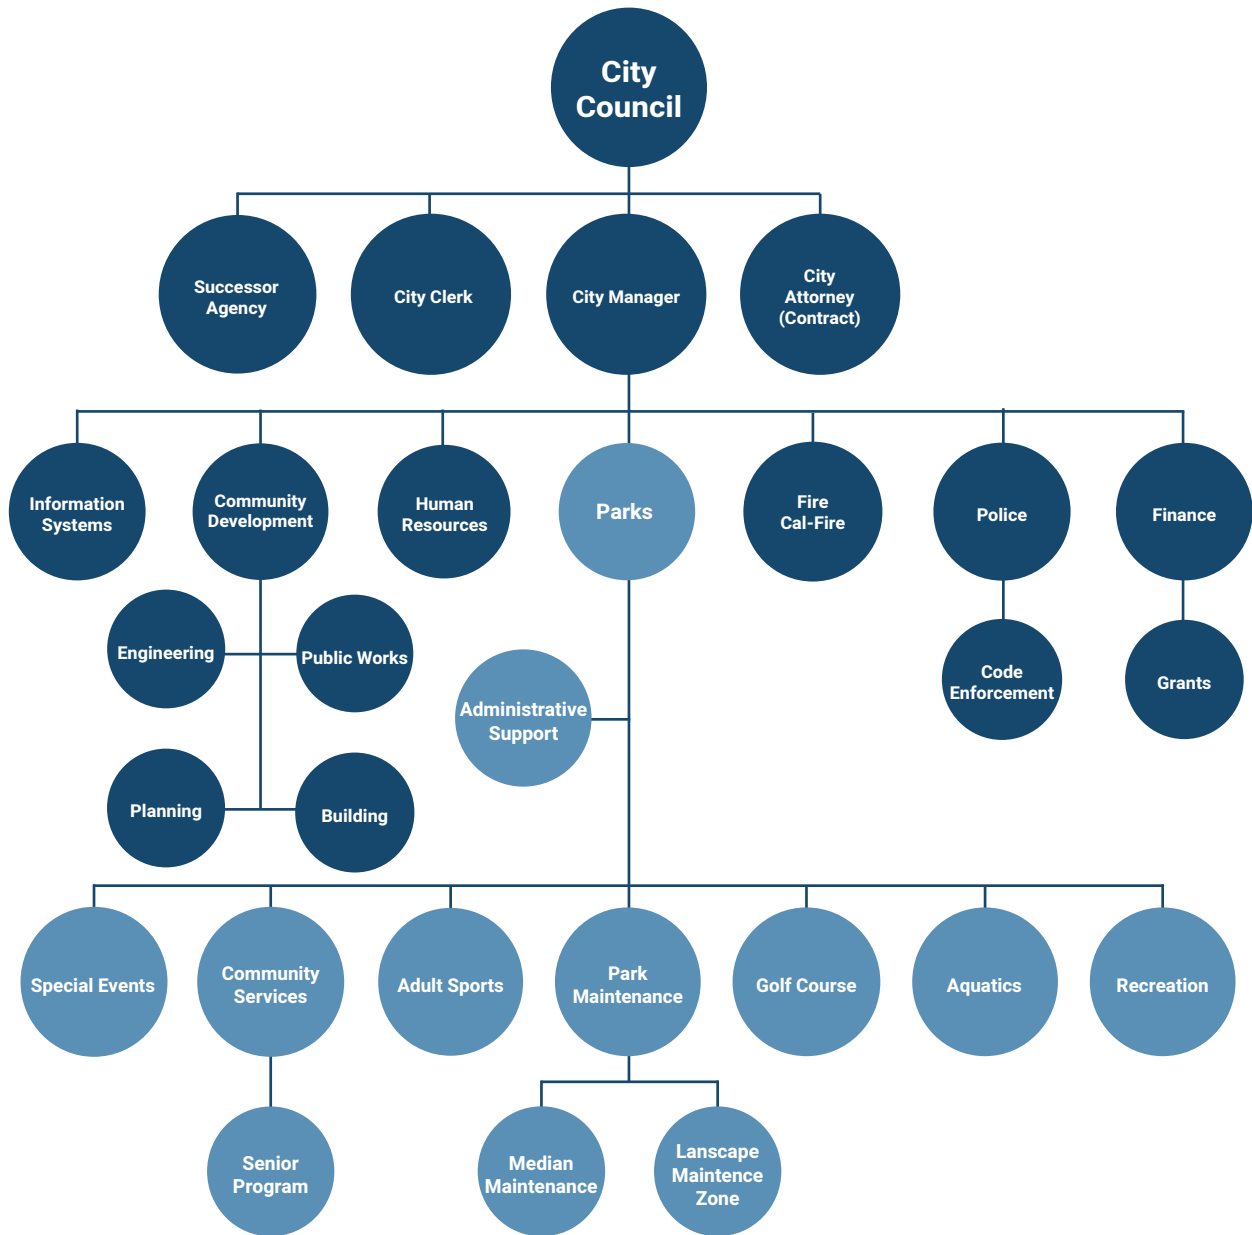 City
Council
Successor
Agency
City Clerk
City Manager
City
Attorney
(Contract)
Information
Systems
Community
Development
Human
Resources
Parks
Fire
Cal-Fire
Police
Finance
Engineering
Public Works
Administrative
Support
Code
Enforcement
Grants
Planning
Building
Special Events
Community
Services
Adult Sports
Park
Maintenance
Golf Course
Aquatics
Recreation
Senior
Program
Median
Maintenance
Lanscape
Maintence
Zone